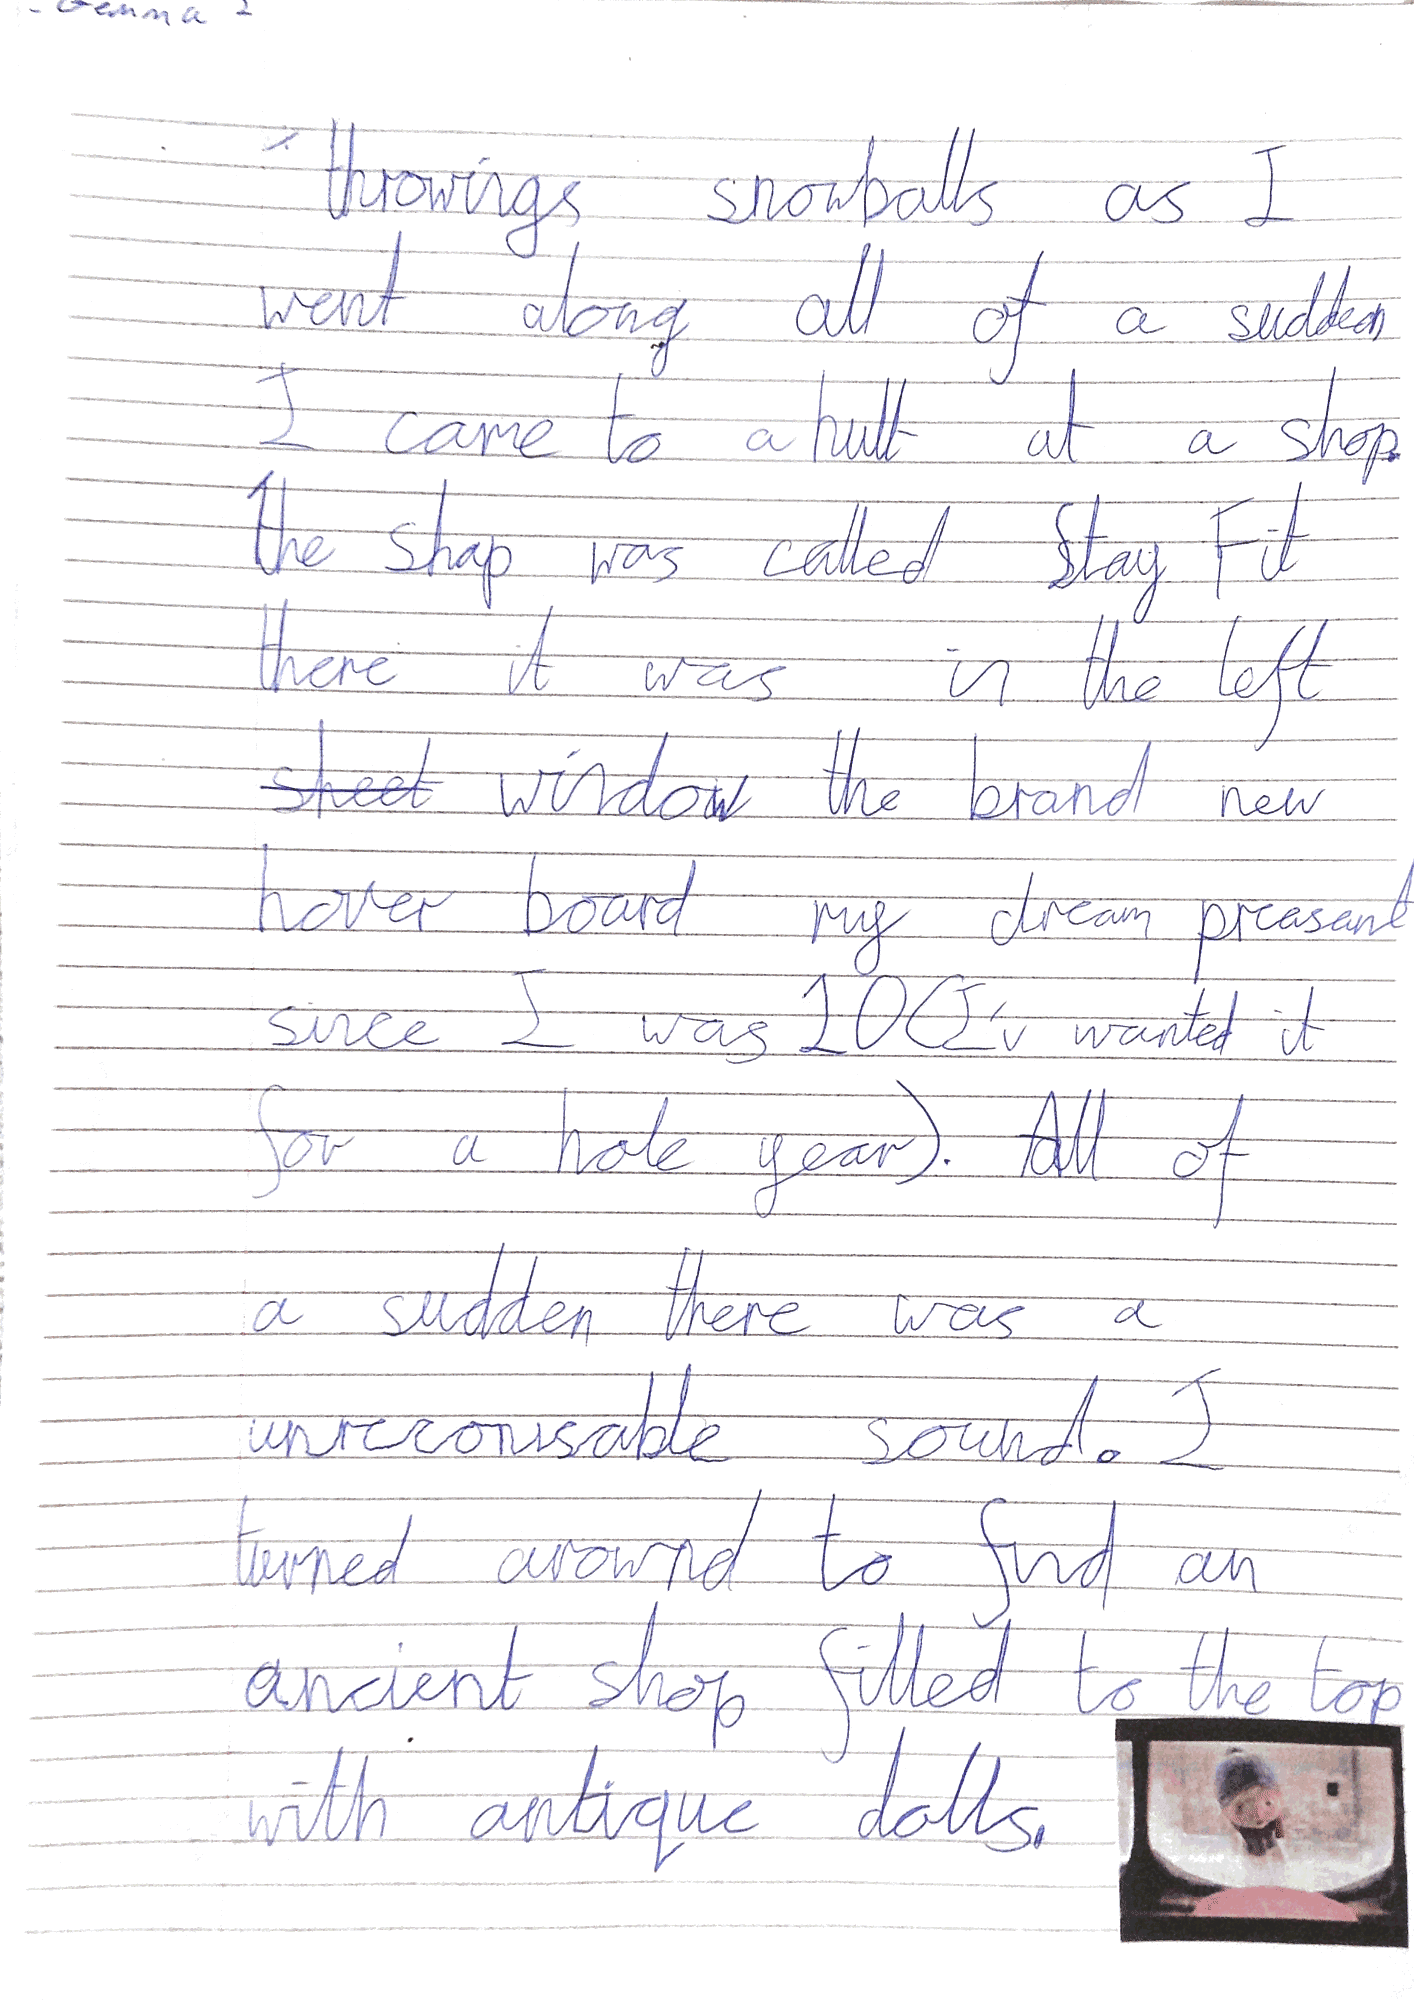 - Gemma 2
throwings snowballs as I
went along all of a sudden
I came to a hult at a shop.
The shap was called Stay Fit
there it was in the left
sheet window the brand new
hover board my dream preasant
since I was 10 (I'v wanted it
for a hole year). All of
a sudden there was a
unreconisable sound. I
turned arownd to find an
ancient shop filled to the top
with antique dolls.